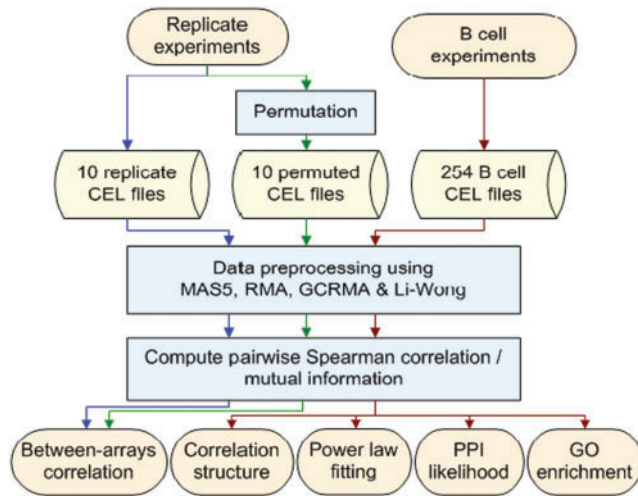 Replicate
experiments
B cell
experiments
Permutation
10 replicate
CEL files
10 permuted
CEL files
254 B cell
CEL files
Data preprocessing using
MAS5, RMA, GCRMA & Li-Wong
Compute pairwise Spearman correlation /
mutual information
Between-arrays
correlation
Correlation
structure
Power law
fitting
PPI
likelihood
GO
enrichment